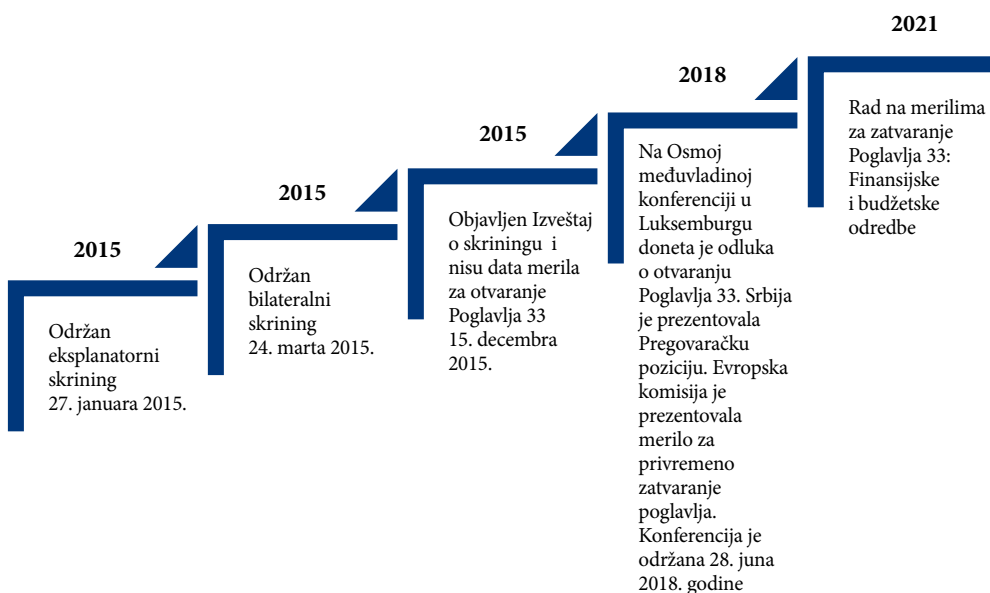 2015
Održan
eksplanatorni
skrining
27. januara 2015.
2015
Održan
bilateralni
skrining
24. marta 2015.
2015
Objavljen Izveštaj
o skriningu i
nisu data merila
za otvaranje
Poglavlja 33
15. decembra
2015.
2018
Na Osmoj
međuvladinoj
konferenciji u
Luksemburgu
doneta je odluka
o otvaranju
Poglavlja 33. Srbija
je prezentovala
Pregovaračku
poziciju. Evropska
komisija je
prezentovala
merilo za
privremeno
zatvaranje
poglavlja.
Konferencija je
održana 28. juna
2018. godine
2021
Rad na merilima
za zatvaranje
Poglavlja 33:
Finansijske
i budžetske
odredbe